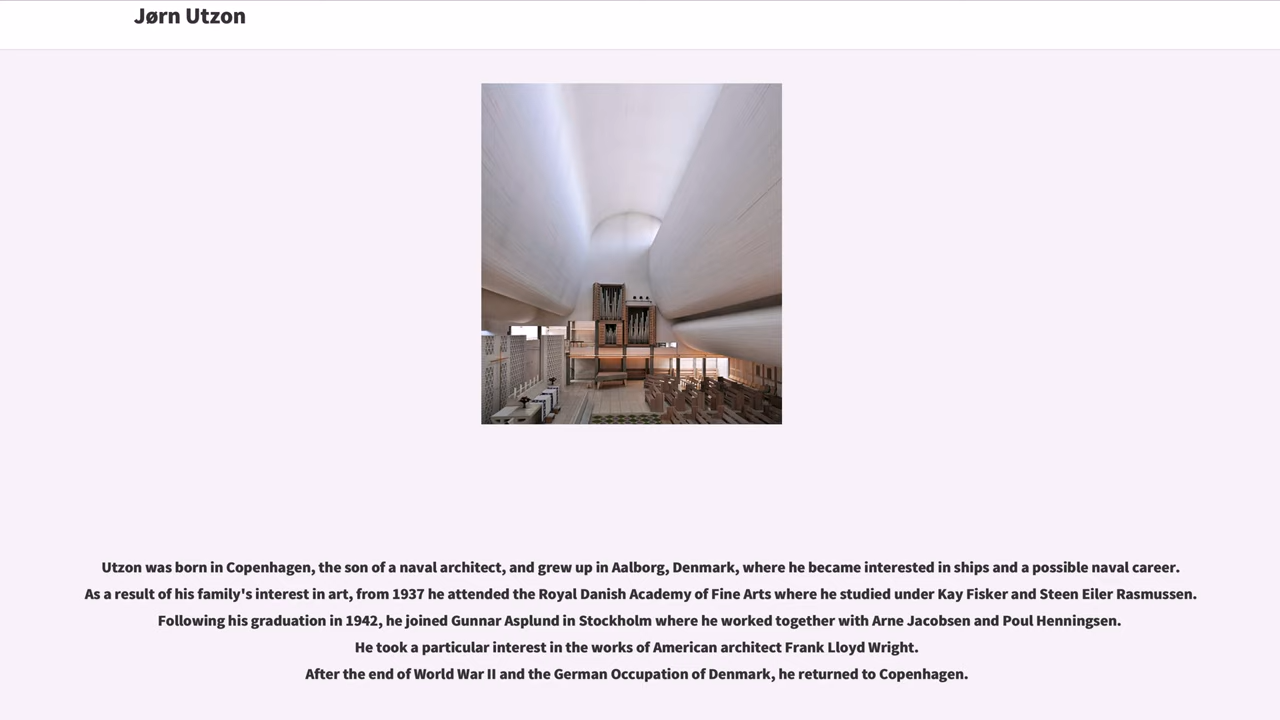 Jørn Utzon
Utzon was born in Copenhagen, the son of a naval architect, and grew up in Aalborg, Denmark, where he became interested in ships and a possible naval career.
As a result of his family's interest in art, from 1937 he attended the Royal Danish Academy of Fine Arts where he studied under Kay Fisker and Steen Eiler Rasmussen.
Following his graduation in 1942, he joined Gunnar Asplund in Stockholm where he worked together with Arne Jacobsen and Poul Henningsen.
He took a particular interest in the works of American architect Frank Lloyd Wright.
After the end of World War II and the German Occupation of Denmark, he returned to Copenhagen.